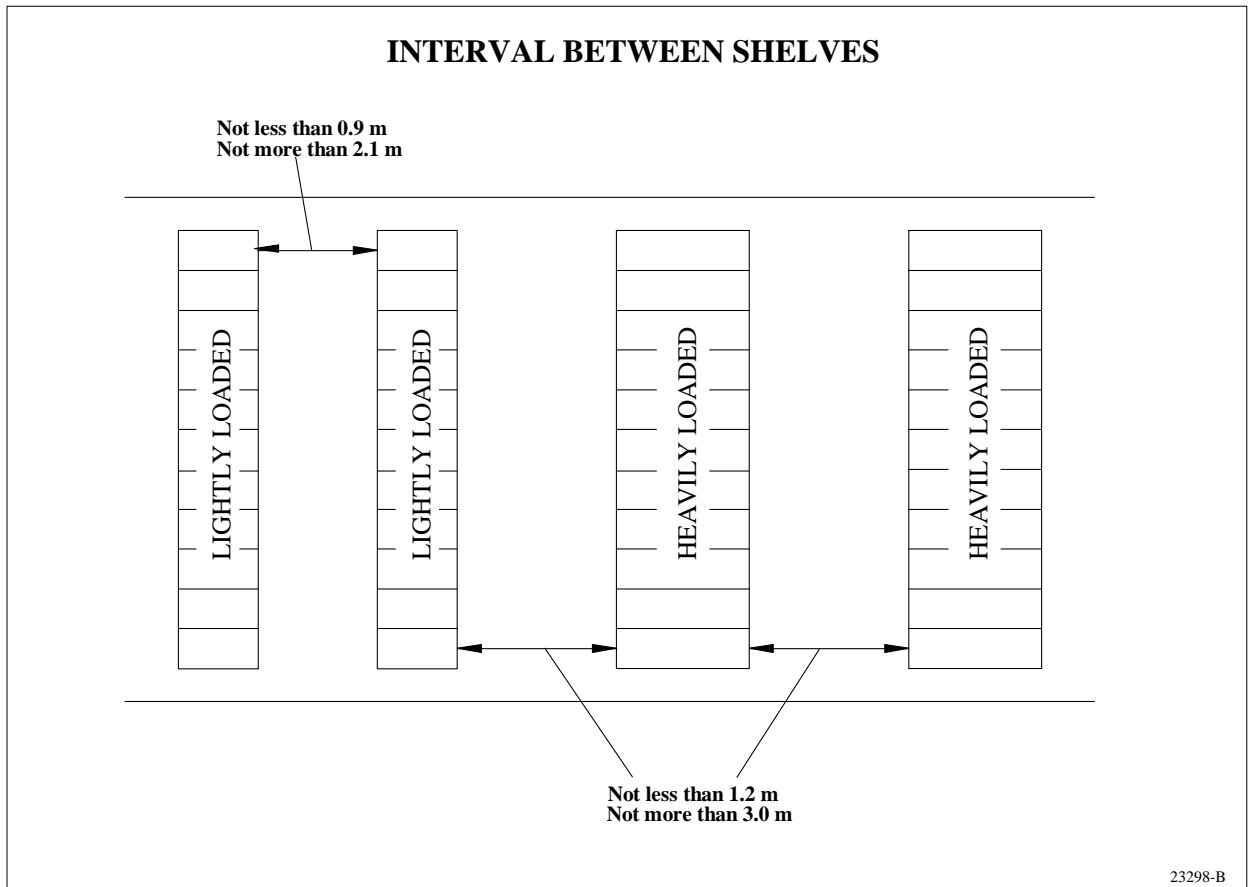 INTERVAL BETWEEN SHELVES
Not less than 0.9 m
Not more than 2.1 m
LIGHTLY LOADED
LIGHTLY LOADED
HEAVILY LOADED
HEAVILY LOADED
Not less than 1.2 m
Not more than 3.0 m
23298-B